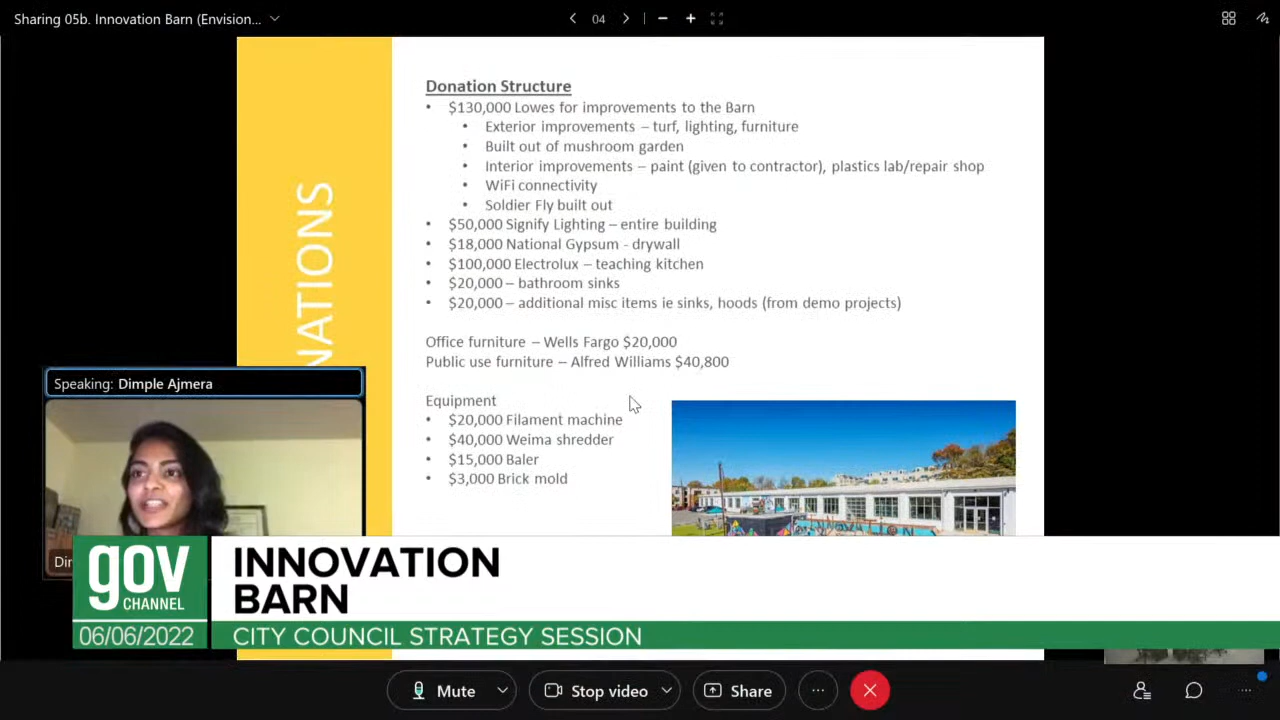 Sharing 05b. Innovation Barn (Envision...
04
NATIONS
Donation Structure
• $130,000 Lowes for improvements to the Barn
• Exterior improvements – turf, lighting, furniture
• Built out of mushroom garden
• Interior improvements – paint (given to contractor), plastics lab/repair shop
• WiFi connectivity
• Soldier Fly built out
• $50,000 Signify Lighting – entire building
• $18,000 National Gypsum - drywall
• $100,000 Electrolux – teaching kitchen
• $20,000 – bathroom sinks
• $20,000 – additional misc items ie sinks, hoods (from demo projects)
Office furniture – Wells Fargo $20,000
Public use furniture – Alfred Williams $40,800
Equipment
• $20,000 Filament machine
• $40,000 Weima shredder
• $15,000 Baler
• $3,000 Brick mold
Speaking: Dimple Ajmera
Dir
gov
CHANNEL
06/06/2022
INNOVATION
BARN
CITY COUNCIL STRATEGY SESSION
Mute
Stop video
Share